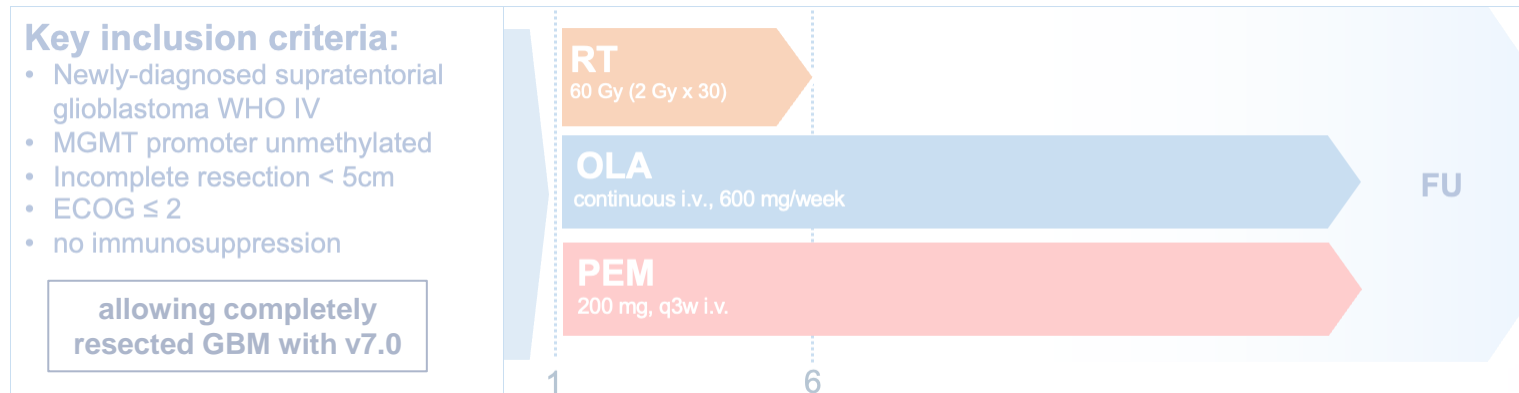 Key inclusion criteria:
• Newly-diagnosed supratentorial
glioblastoma WHO IV
• MGMT promoter unmethylated
• Incomplete resection < 5cm
• ECOG ≤ 2
• no immunosuppression
allowing completely
resected GBM with v7.0
RT
60 Gy (2 Gy x 30)
OLA
continuous i.v., 600 mg/week
PEM
200 mg, q3w i.v.
FU
1
6